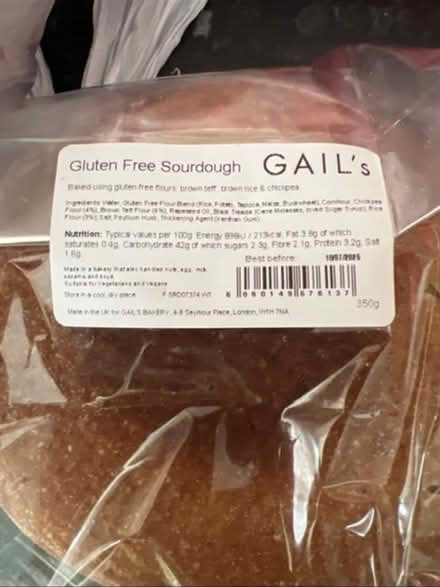 Gluten Free Sourdough GAIL's
Baked using gluten free flours: brown teff, brown rice & chickpea
Ingredients: Water, Gluten Free Flour Blend (Rice, Potato, Tapioca, Maize, Buckwheat), Cornflour, Chickpea
Flour (4%), Brown Teff Flour (4%), Rapeseed Oil, Black Treacle (Cane Molasses, Sugar Syrup), Rice
Flour (3%), Salt, Psyllium Husk, Thickening Agent (Xanthan Gum).
Nutrition: Typical values per 100g: Energy 898kJ / 213kcal, Fat 3.8g of which
saturates 0.4g, Carbohydrate 42g of which sugars 2.3g, Fibre 2.1g, Protein 3.2g, Salt
1.6g
Best before: 10/07/2025
Made in a bakery that also handles nuts, egg, milk,
sesame and soya.
Suitable for Vegetarians and Vegans
Store in a cool, dry place F-SRD07374-WT
350g
Made in the UK for GAIL'S BAKERY, 4-8 Seymour Place, London, W1H 7NA